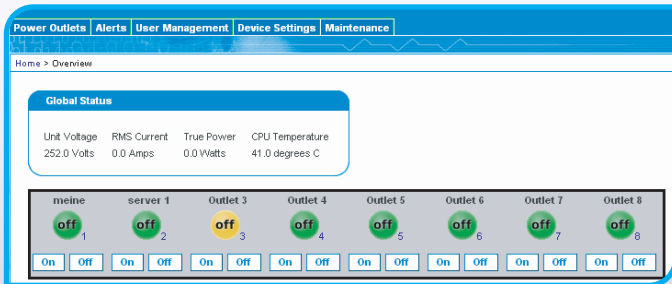 Power Outlets Alerts User Management Device Settings Maintenance
Home > Overview
Global Status
Unit Voltage RMS Current True Power CPU Temperature
252.0 Volts 0.0 Amps 0.0 Watts 41.0 degrees C
meine server 1 Outlet 3 Outlet 4 Outlet 5 Outlet 6 Outlet 7 Outlet 8
off 1 off 2 off 3 off 4 off 5 off 6 off 7 off 8
On Off On Off On Off On Off On Off On Off On Off On Off